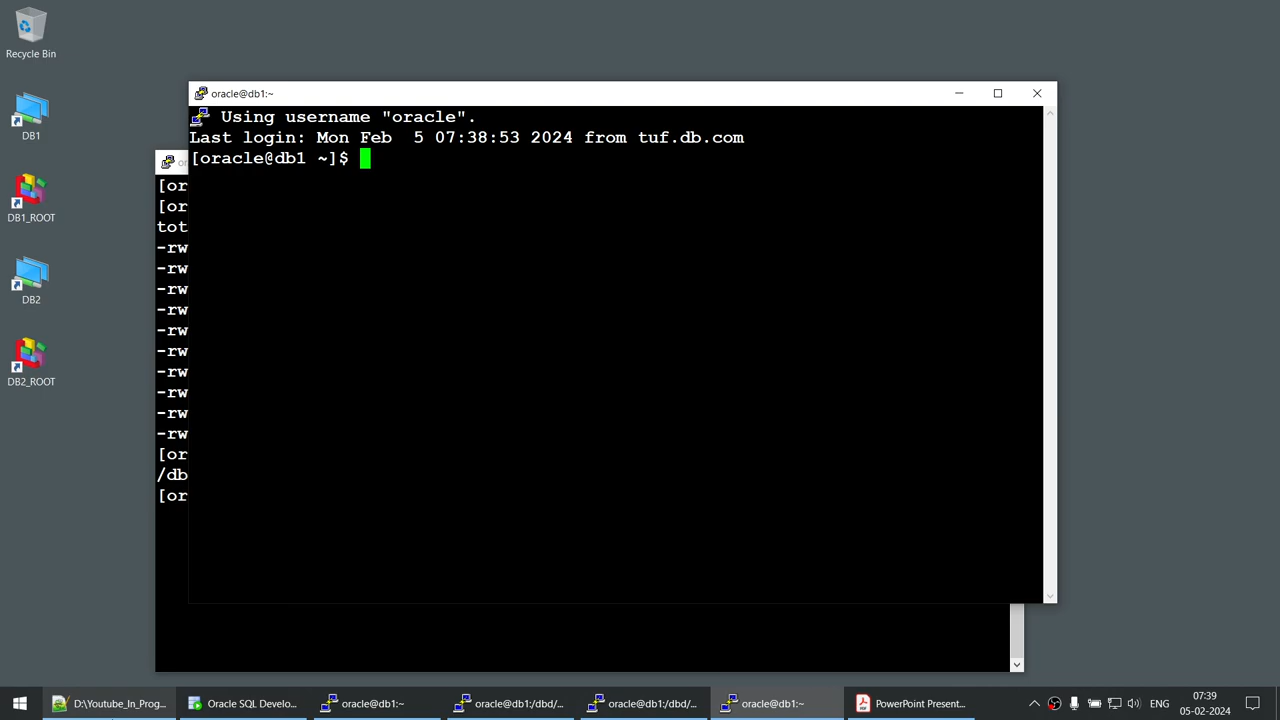 Recycle Bin
DB1
DB1_ROOT
DB2
DB2_ROOT
oracle@db1:~
Using username "oracle".
Last login: Mon Feb  5 07:38:53 2024 from tuf.db.com
[oracle@db1 ~]$
[or
[or
tot
-rw
-rw
-rw
-rw
-rw
-rw
-rw
-rw
-rw
-rw
[or
/db
[or
D:\Youtube_In_Prog...
Oracle SQL Develo...
oracle@db1:~
oracle@db1:/dbd/...
oracle@db1:/dbd/...
oracle@db1:~
PowerPoint Present...
ENG
07:39
05-02-2024